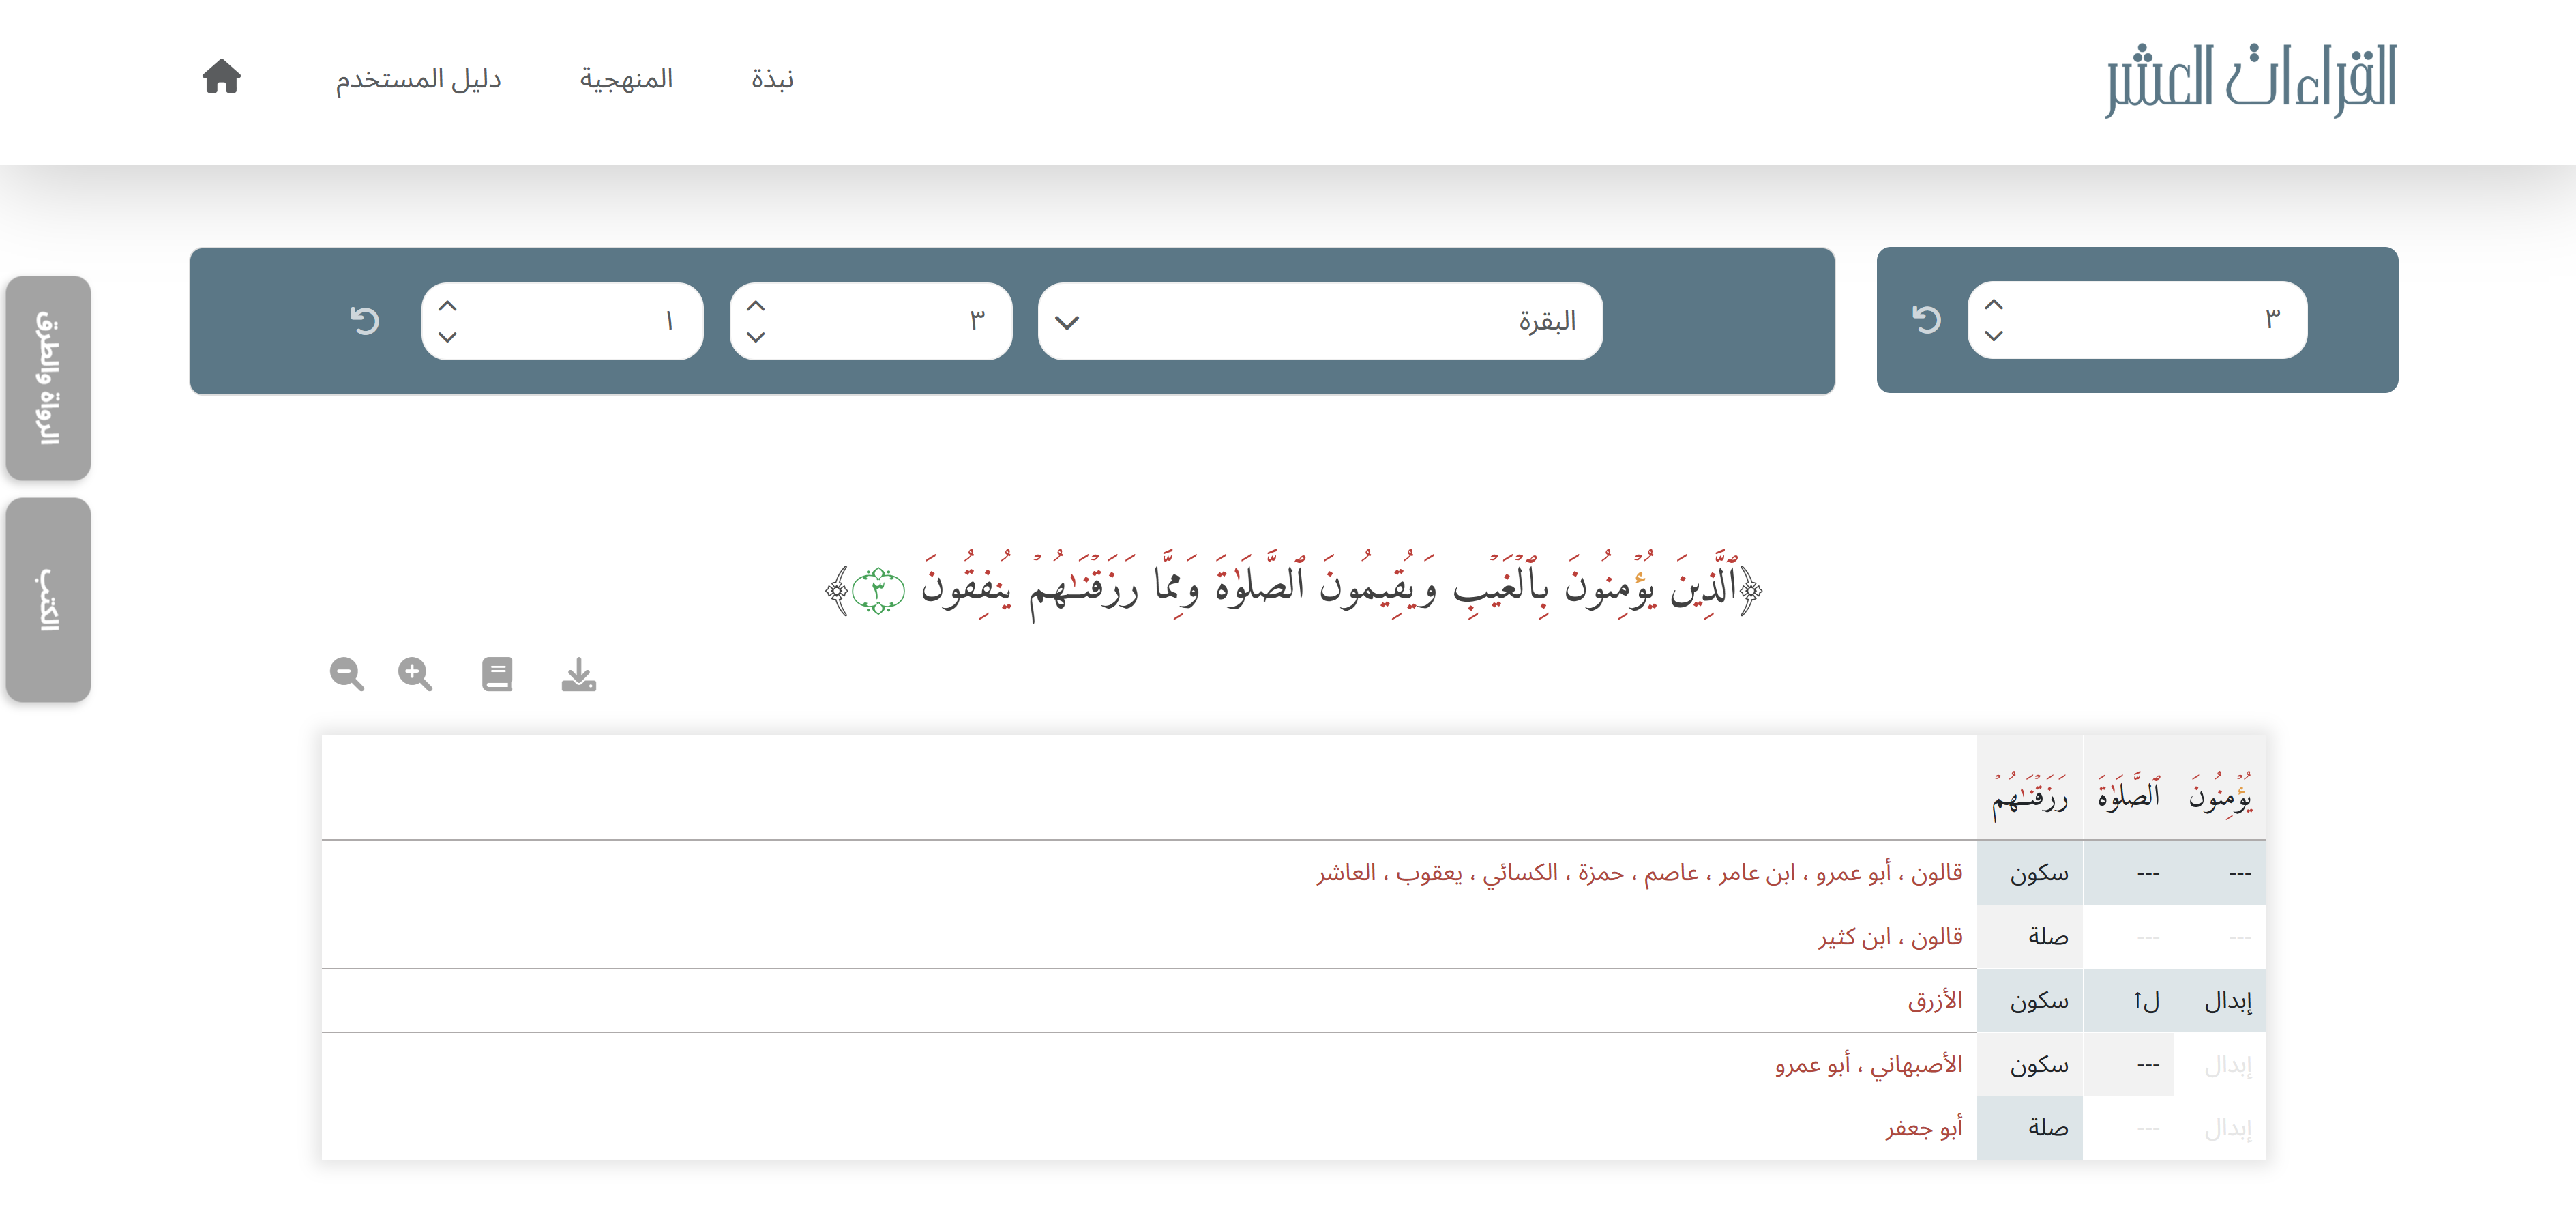 القراءات العشر
نبذة
المنهجية
دليل المستخدم
٣
البقرة
٣
١
الرواة والطرق
الكتب
﴿ٱلَّذِينَ يُؤۡمِنُونَ بِٱلۡغَيۡبِ وَيُقِيمُونَ ٱلصَّلَوٰةَ وَمِمَّا رَزَقۡنَـٰهُمۡ يُنفِقُونَ ٣﴾
يُؤۡمِنُونَ ٱلصَّلَوٰةَ رَزَقۡنَـٰهُمۡ
--- --- سكون قالون ، أبو عمرو ، ابن عامر ، عاصم ، حمزة ، الكسائي ، يعقوب ، العاشر
--- --- صلة قالون ، ابن كثير
إبدال ل↑ سكون الأزرق
إبدال --- سكون الأصبهاني ، أبو عمرو
إبدال --- صلة أبو جعفر